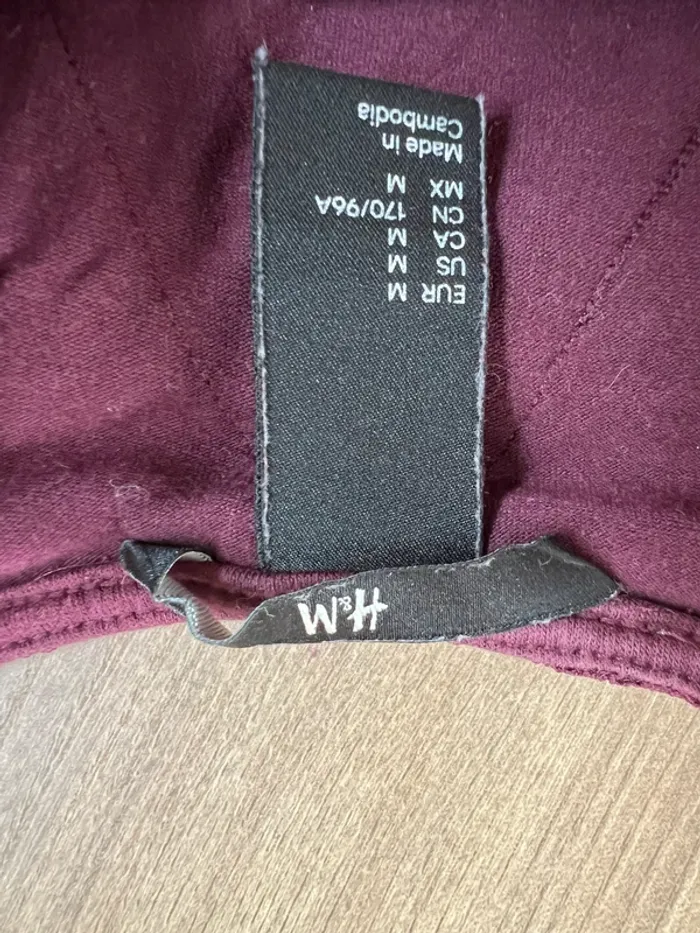 H&M
EUR M
US M
CA M
CN 170/96A
MX M
Made in
Cambodia